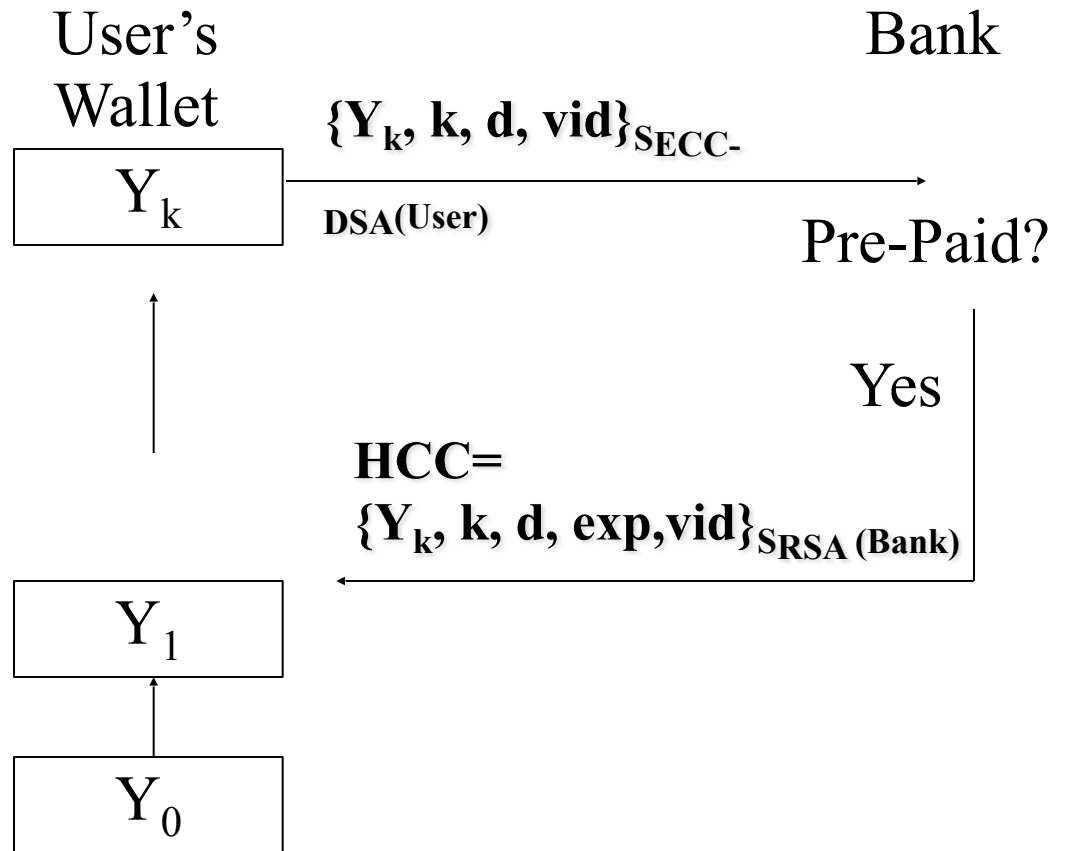 User’s
Wallet
Bank
{Yk, k, d, vid}SECC-
DSA(User)
Yk
Pre-Paid?
Yes
HCC=
{Yk, k, d, exp,vid}SRSA (Bank)
Y1
Y0